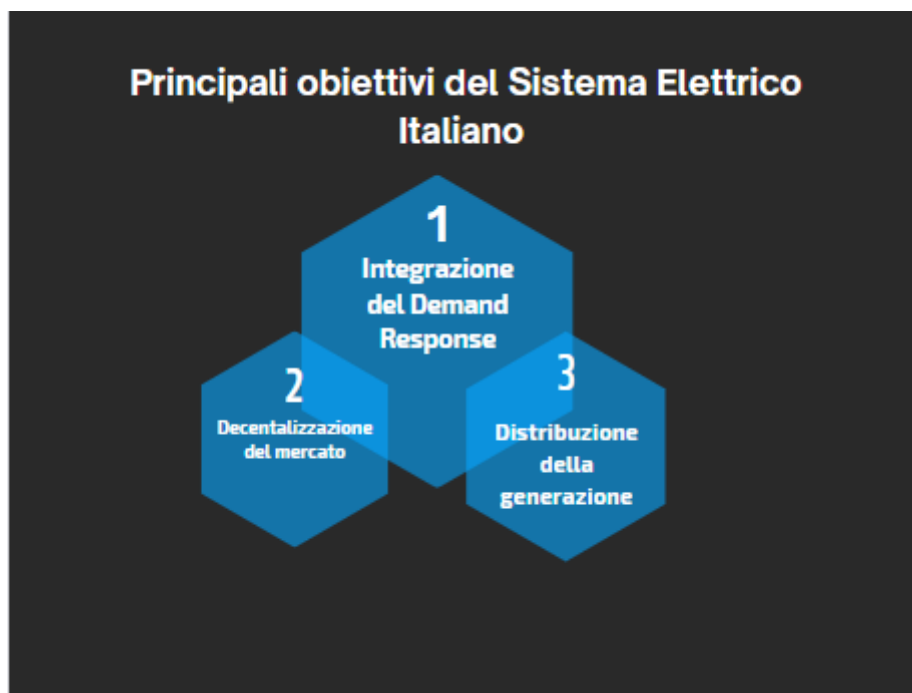 Principali obiettivi del Sistema Elettrico
Italiano
1
Integrazione
del Demand
Response
2
Decentalizzazione
del mercato
3
Distribuzione
della
generazione